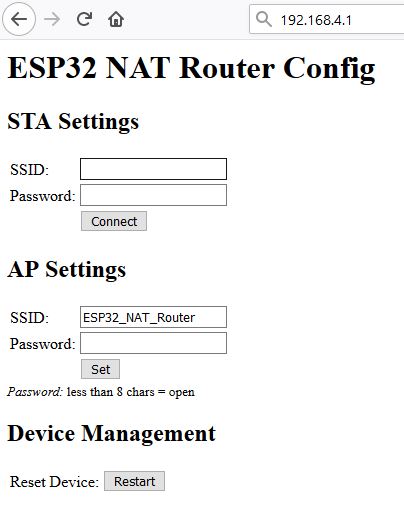 192.168.4.1
ESP32 NAT Router Config
STA Settings
SSID:
Password:
Connect
AP Settings
SSID: ESP32_NAT_Router
Password:
Set
Password: less than 8 chars = open
Device Management
Reset Device: Restart